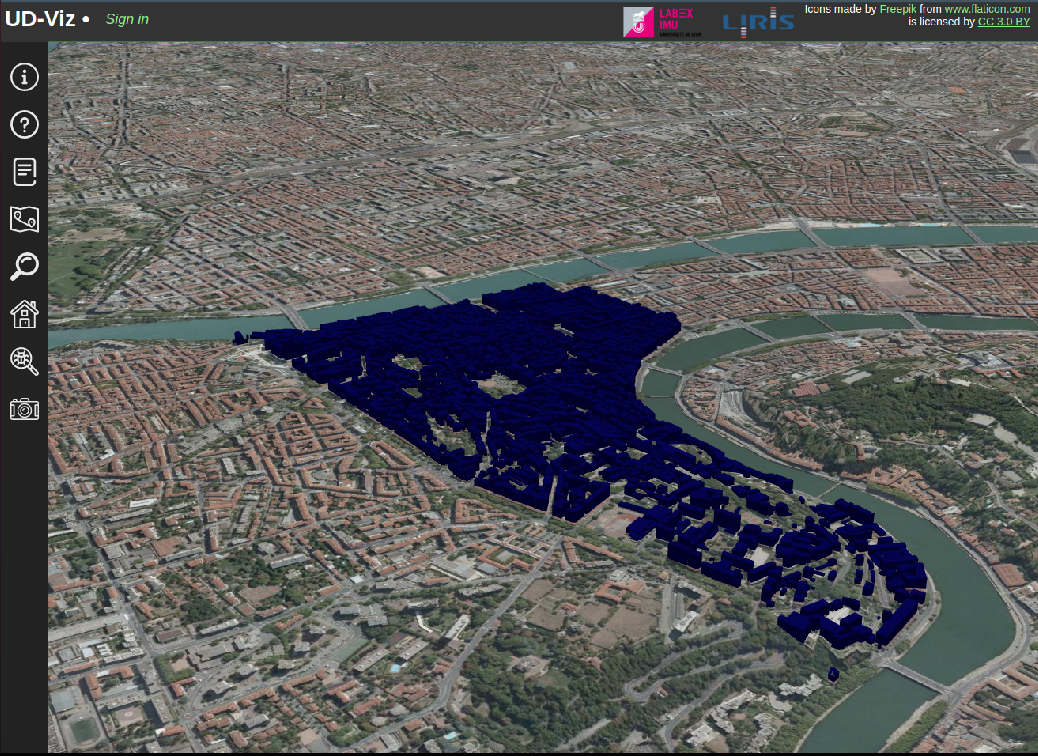 UD-Viz • Sign in
LABEX
IMU
LIRIS
Icons made by Freepik from www.flaticon.com
is licensed by CC 3.0 BY